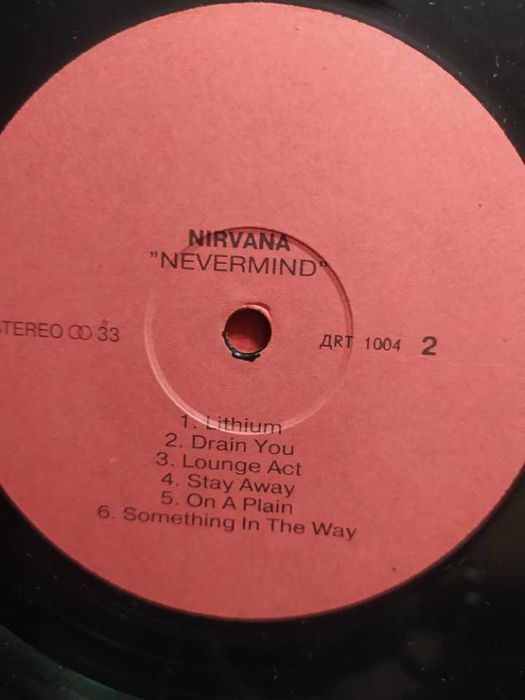 NIRVANA
"NEVERMIND"
STEREO 33
ДRT 1004 2
1. Lithium
2. Drain You
3. Lounge Act
4. Stay Away
5. On A Plain
6. Something In The Way